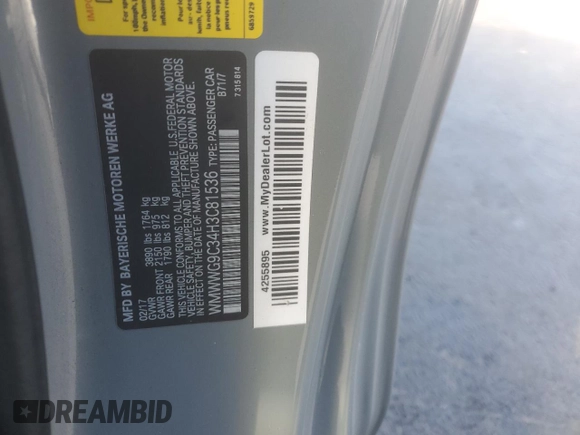 MFD BY BAYERISCHE MOTOREN WERKE AG
02/17
GVWR 3890 lbs 1764 kg
GAWR FRONT 2150 lbs 975 kg
GAWR REAR 1790 lbs 812 kg
THIS VEHICLE CONFORMS TO ALL APPLICABLE U.S. FEDERAL MOTOR
VEHICLE SAFETY, BUMPER AND THEFT PREVENTION STANDARDS
IN EFFECT ON THE DATE OF MANUFACTURE SHOWN ABOVE.
WMWWG9C34H3C81536 TYPE: PASSENGER CAR
B71/7
7315814
6859729
4255895 www.MyDealerLot.com
DREAMBID